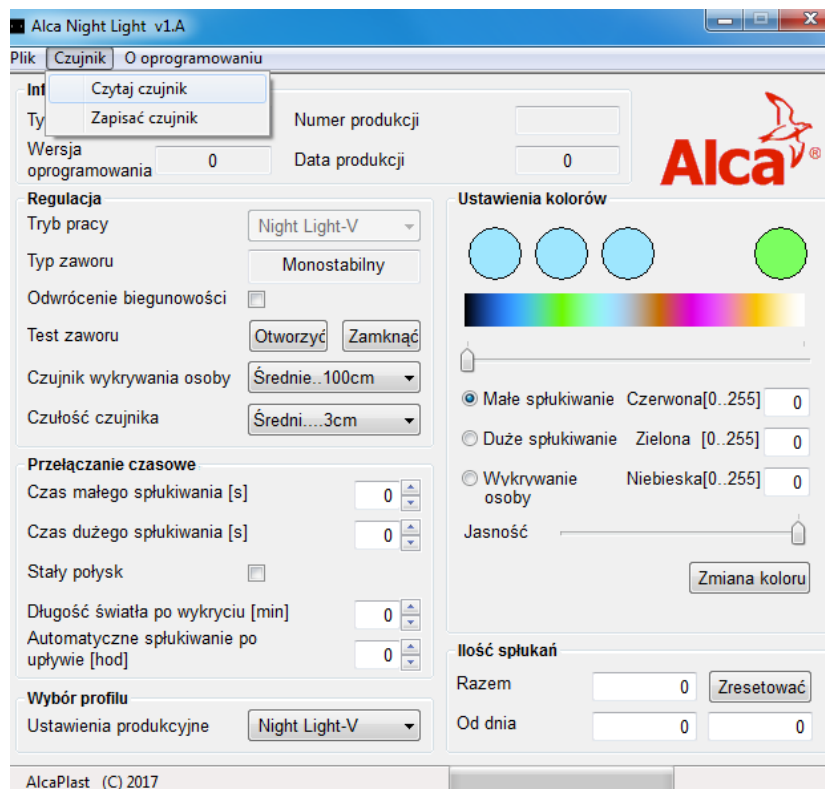 Alca Night Light v1.A
Plik Czujnik O oprogramowaniu
Czytaj czujnik
Zapisać czujnik
Numer produkcji
Wersja
oprogramowania 0
Data produkcji 0
Alca®
Regulacja
Tryb pracy Night Light-V
Typ zaworu Monostabilny
Odwrócenie biegunowości
Test zaworu Otworzyć Zamknąć
Czujnik wykrywania osoby Średnie..100cm
Czułość czujnika Średni....3cm
Przełączanie czasowe
Czas małego spłukiwania [s] 0
Czas dużego spłukiwania [s] 0
Stały połysk
Długość światła po wykryciu [min] 0
Automatyczne spłukiwanie po
upływie [hod] 0
Wybór profilu
Ustawienia produkcyjne Night Light-V
Ustawienia kolorów
Małe spłukiwanie Czerwona[0..255] 0
Duże spłukiwanie Zielona [0..255] 0
Wykrywanie
osoby
Niebieska[0..255] 0
Jasność
Zmiana koloru
Ilość spłukań
Razem 0 Zresetować
Od dnia 0 0
AlcaPlast (C) 2017